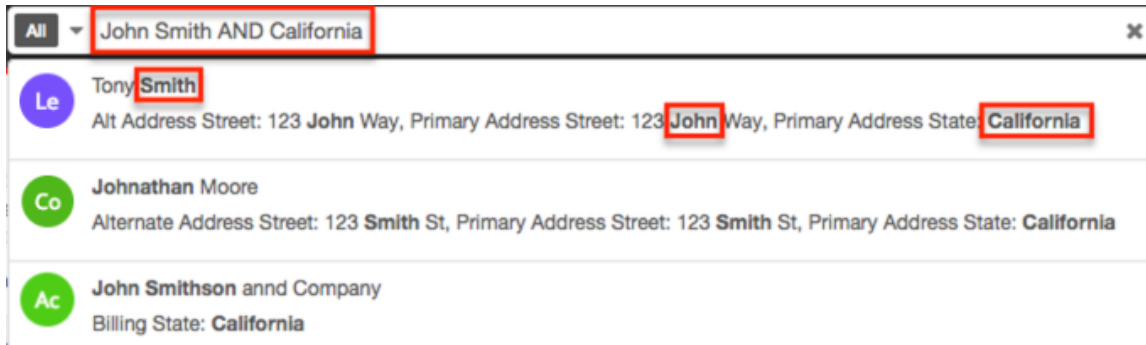 All John Smith AND California ×
Le
Tony Smith
Alt Address Street: 123 John Way, Primary Address Street: 123 John Way, Primary Address State: California
Co
Johnathan Moore
Alternate Address Street: 123 Smith St, Primary Address Street: 123 Smith St, Primary Address State: California
Ac
John Smithson annd Company
Billing State: California